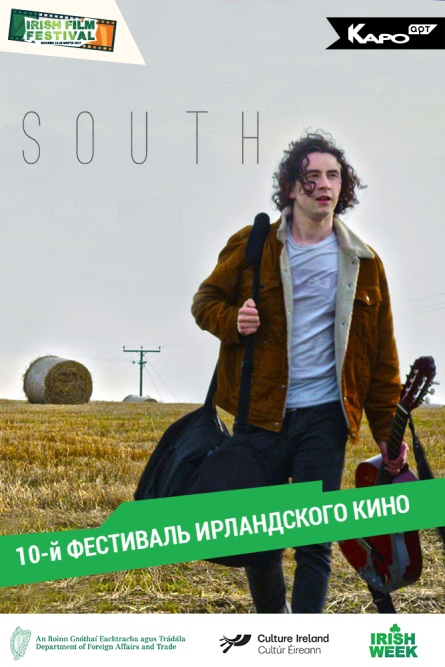 IRISH FILM
FESTIVAL
КАРО АРТ
SOUTH
10-й ФЕСТИВАЛЬ ИРЛАНДСКОГО КИНО
An Roinn Gnóthaí Eachtracha agus Trádála
Department of Foreign Affairs and Trade
Culture Ireland
Cultúr Éireann
IRISH
WEEK